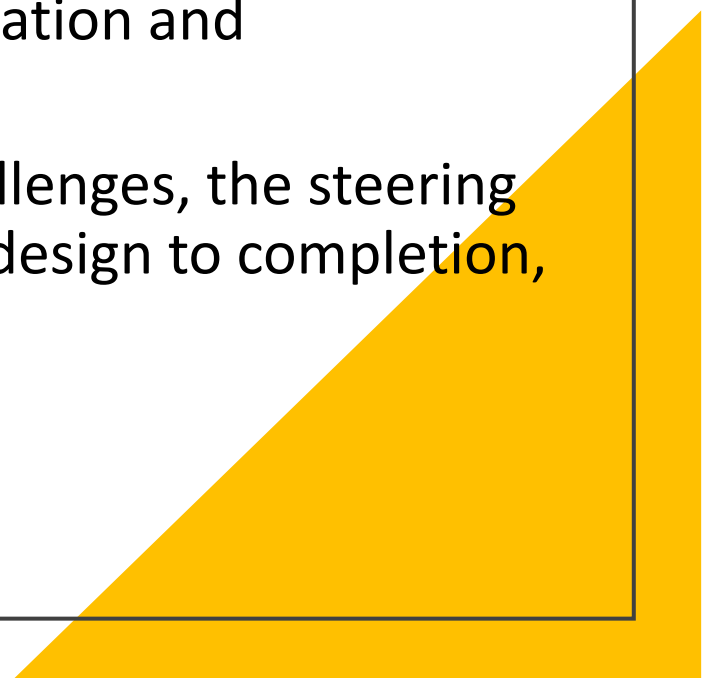 ation and
llenges, the steering
design to completion,